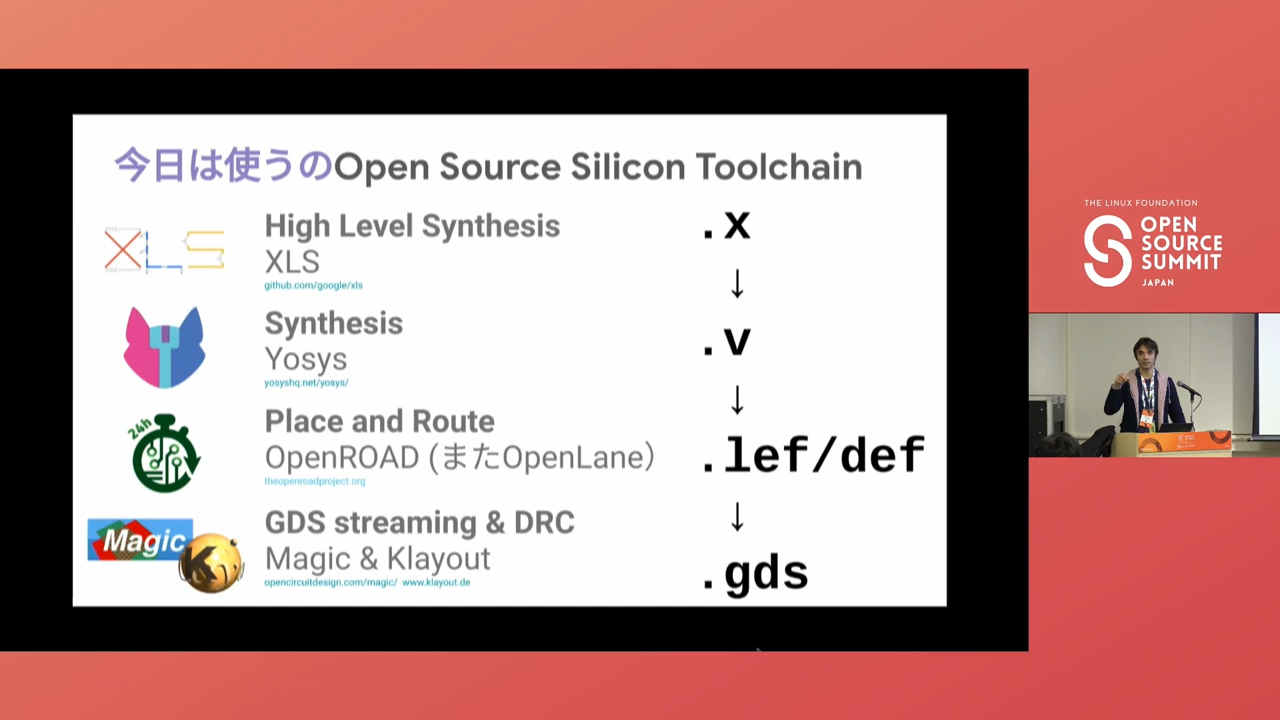 今日は使うのOpen Source Silicon Toolchain
XLS
High Level Synthesis
XLS
github.com/google/xls
.x
↓
Synthesis
Yosys
yosyshq.net/yosys/
.v
↓
24h
Place and Route
OpenROAD (またOpenLane）
theopenroadproject.org
.lef/def
↓
Magic
K
GDS streaming & DRC
Magic & Klayout
opencircuitdesign.com/magic/ www.klayout.de
.gds
THE LINUX FOUNDATION
OPEN
SOURCE
SUMMIT
JAPAN